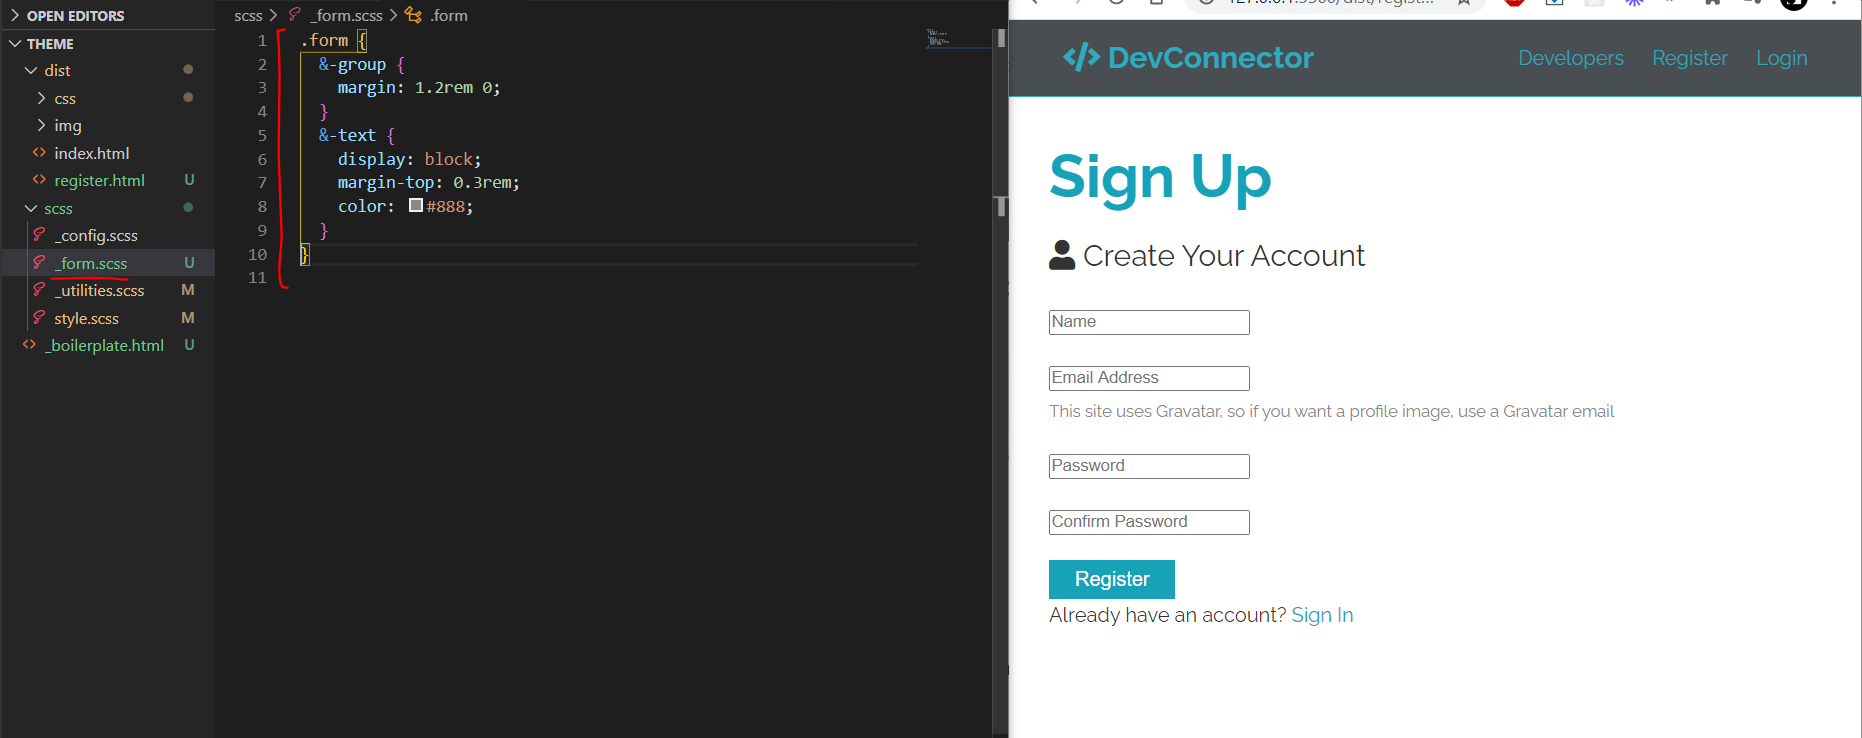 OPEN EDITORS
THEME
dist
css
img
index.html
register.html U
scss
_config.scss
_form.scss U
_utilities.scss M
style.scss M
_boilerplate.html U
scss > _form.scss > .form
1 .form {
2 &-group {
3 margin: 1.2rem 0;
4 }
5 &-text {
6 display: block;
7 margin-top: 0.3rem;
8 color: #888;
9 }
10 }
11
DevConnector
Developers Register Login
Sign Up
Create Your Account
Name
Email Address
This site uses Gravatar, so if you want a profile image, use a Gravatar email
Password
Confirm Password
Register
Already have an account? Sign In